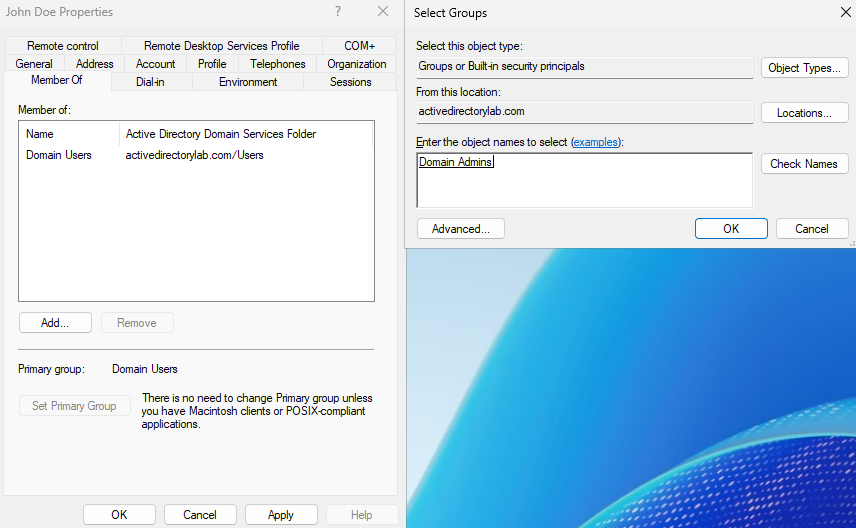 John Doe Properties
?
Remote control
Remote Desktop Services Profile
COM+
General
Address
Account
Profile
Telephones
Organization
Member Of
Dial-in
Environment
Sessions
Member of:
Name
Active Directory Domain Services Folder
Domain Users
activedirectorylab.com/Users
Add...
Remove
Primary group:
Domain Users
Set Primary Group
There is no need to change Primary group unless
you have Macintosh clients or POSIX-compliant
applications.
OK
Cancel
Apply
Help
Select Groups
Select this object type:
Groups or Built-in security principals
Object Types...
From this location:
activedirectorylab.com
Locations...
Enter the object names to select (examples):
Domain Admins
Check Names
Advanced...
OK
Cancel